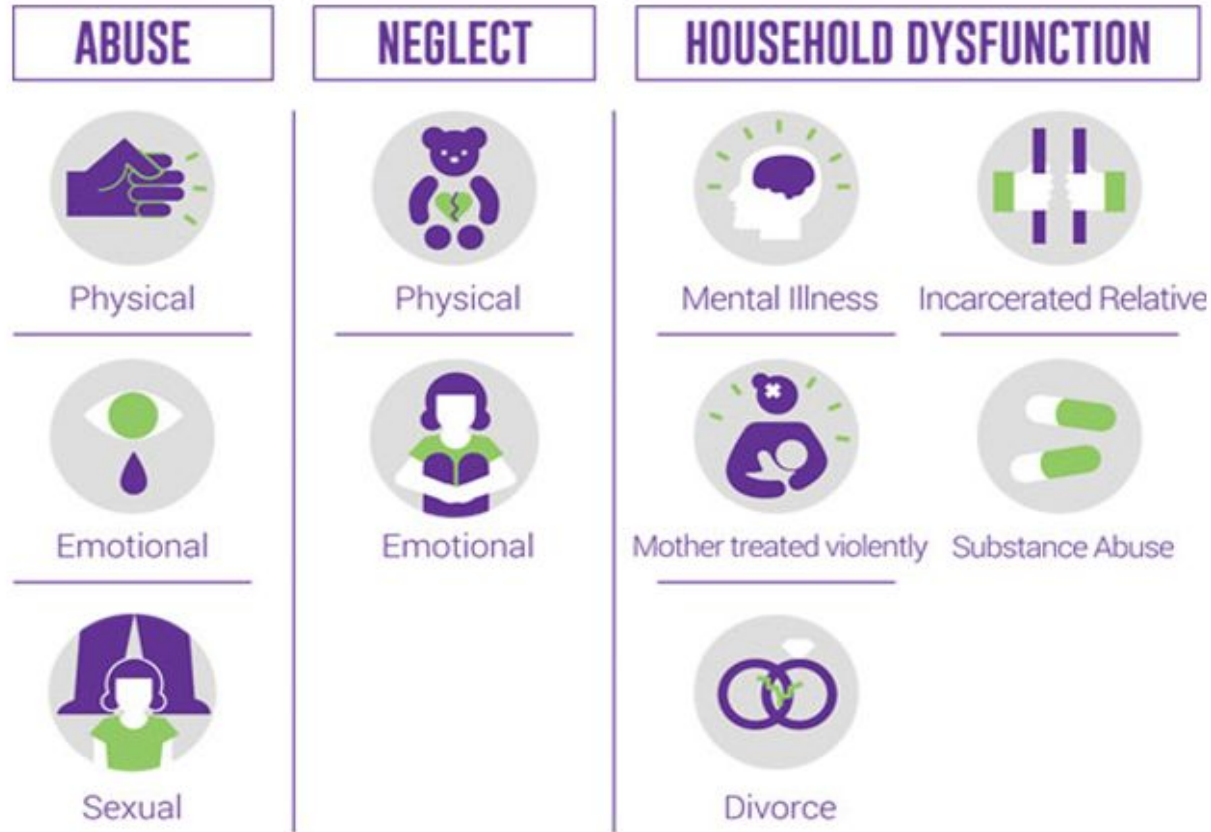 ABUSE
Physical
Emotional
Sexual
NEGLECT
Physical
Emotional
HOUSEHOLD DYSFUNCTION
Mental Illness
Incarcerated Relative
Mother treated violently
Substance Abuse
Divorce